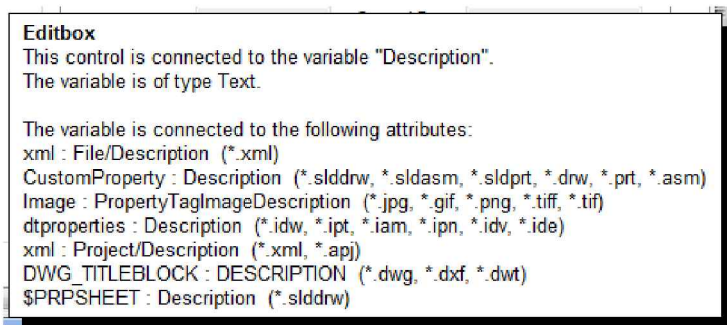 Editbox
This control is connected to the variable "Description".
The variable is of type Text.
The variable is connected to the following attributes:
xml : File/Description (*.xml)
CustomProperty : Description (*.slddrw, *.sldasm, *.sldprt, *.drw, *.prt, *.asm)
Image : PropertyTagImageDescription (*.jpg, *.gif, *.png, *.tiff, *.tif)
dtproperties : Description (*.idw, *.ipt, *.iam, *.ipn, *.idv, *.ide)
xml : Project/Description (*.xml, *.apj)
DWG_TITLEBLOCK : DESCRIPTION (*.dwg, *.dxf, *.dwt)
$PRPSHEET : Description (*.slddrw)